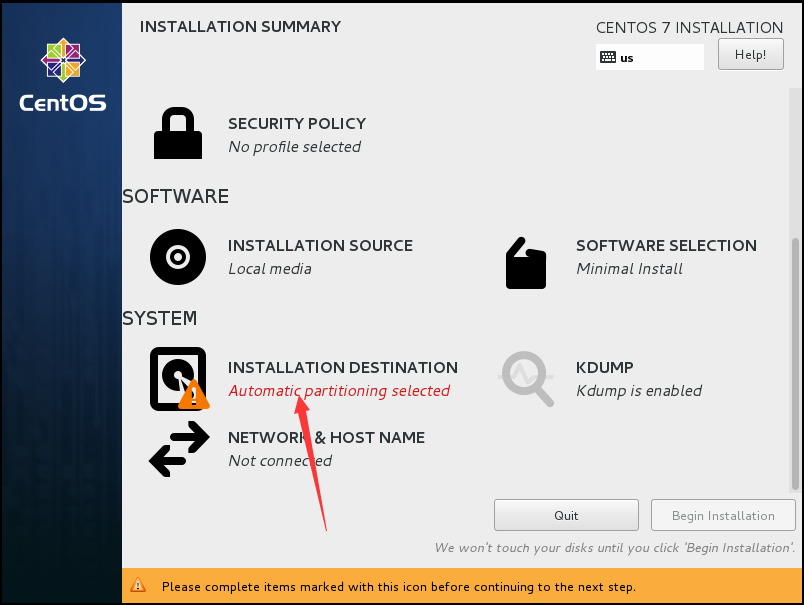 INSTALLATION SUMMARY
CENTOS 7 INSTALLATION
us
Help!
CentOS
SECURITY POLICY
No profile selected
SOFTWARE
INSTALLATION SOURCE
Local media
SOFTWARE SELECTION
Minimal Install
SYSTEM
INSTALLATION DESTINATION
Automatic partitioning selected
KDUMP
Kdump is enabled
NETWORK & HOST NAME
Not connected
Quit
Begin Installation
We won't touch your disks until you click 'Begin Installation'.
Please complete items marked with this icon before continuing to the next step.